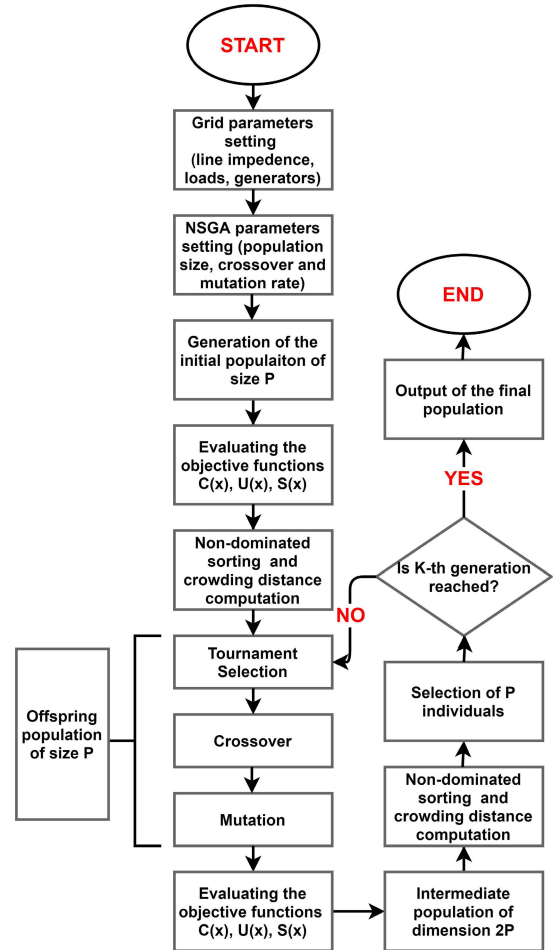 START
Grid parameters
setting
(line impedence,
loads, generators)
NSGA parameters
setting (population
size, crossover and
mutation rate)
Generation of the
initial populaiton of
size P
Evaluating the
objective functions
C(x), U(x), S(x)
Non-dominated
sorting and
crowding distance
computation
Tournament
Selection
Crossover
Mutation
Offspring
population
of size P
Evaluating the
objective functions
C(x), U(x), S(x)
Intermediate
population of
dimension 2P
Non-dominated
sorting and
crowding distance
computation
Selection of P
individuals
Is K-th generation
reached?
NO
YES
Output of the final
population
END